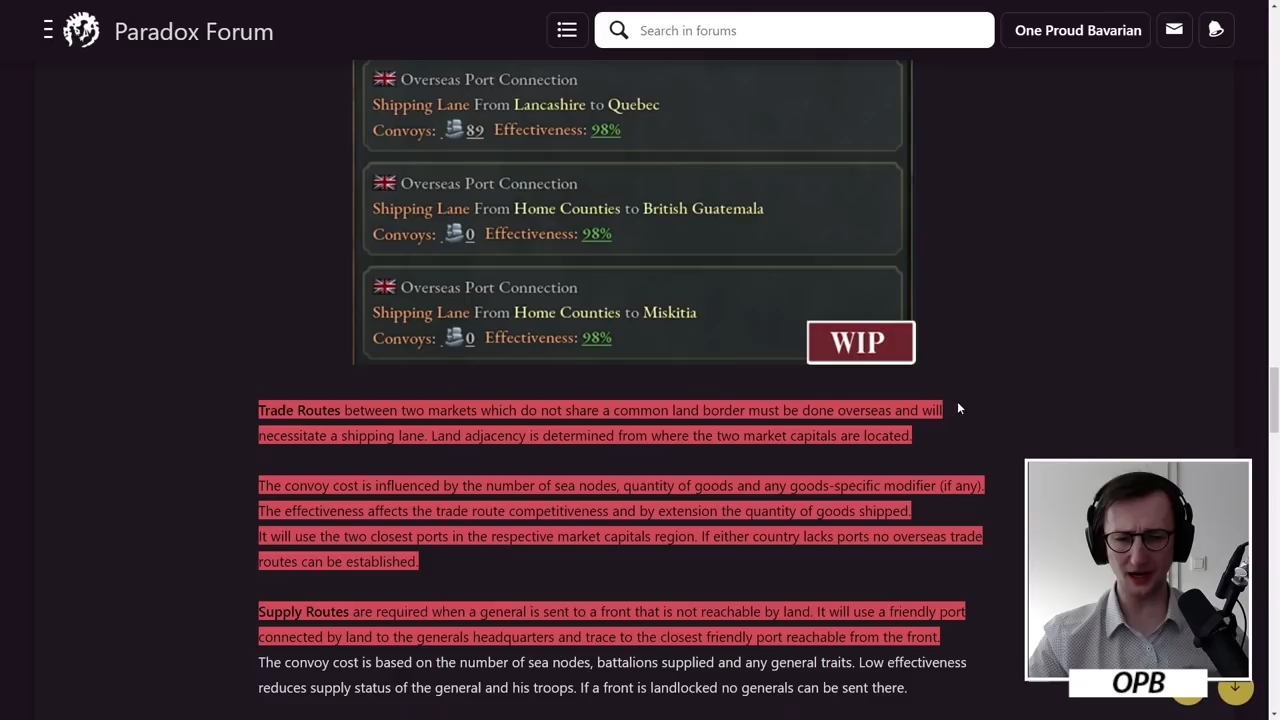 Paradox Forum
Search in forums
One Proud Bavarian
Overseas Port Connection
Shipping Lane From Lancashire to Quebec
Convoys: 89 Effectiveness: 98%
Overseas Port Connection
Shipping Lane From Home Counties to British Guatemala
Convoys: 0 Effectiveness: 98%
Overseas Port Connection
Shipping Lane From Home Counties to Miskitia
Convoys: 0 Effectiveness: 98%
WIP
Trade Routes between two markets which do not share a common land border must be done overseas and will
necessitate a shipping lane. Land adjacency is determined from where the two market capitals are located.
The convoy cost is influenced by the number of sea nodes, quantity of goods and any goods-specific modifier (if any).
The effectiveness affects the trade route competitiveness and by extension the quantity of goods shipped.
It will use the two closest ports in the respective market capitals region. If either country lacks ports no overseas trade
routes can be established.
Supply Routes are required when a general is sent to a front that is not reachable by land. It will use a friendly port
connected by land to the generals headquarters and trace to the closest friendly port reachable from the front.
The convoy cost is based on the number of sea nodes, battalions supplied and any general traits. Low effectiveness
reduces supply status of the general and his troops. If a front is landlocked no generals can be sent there.
OPB